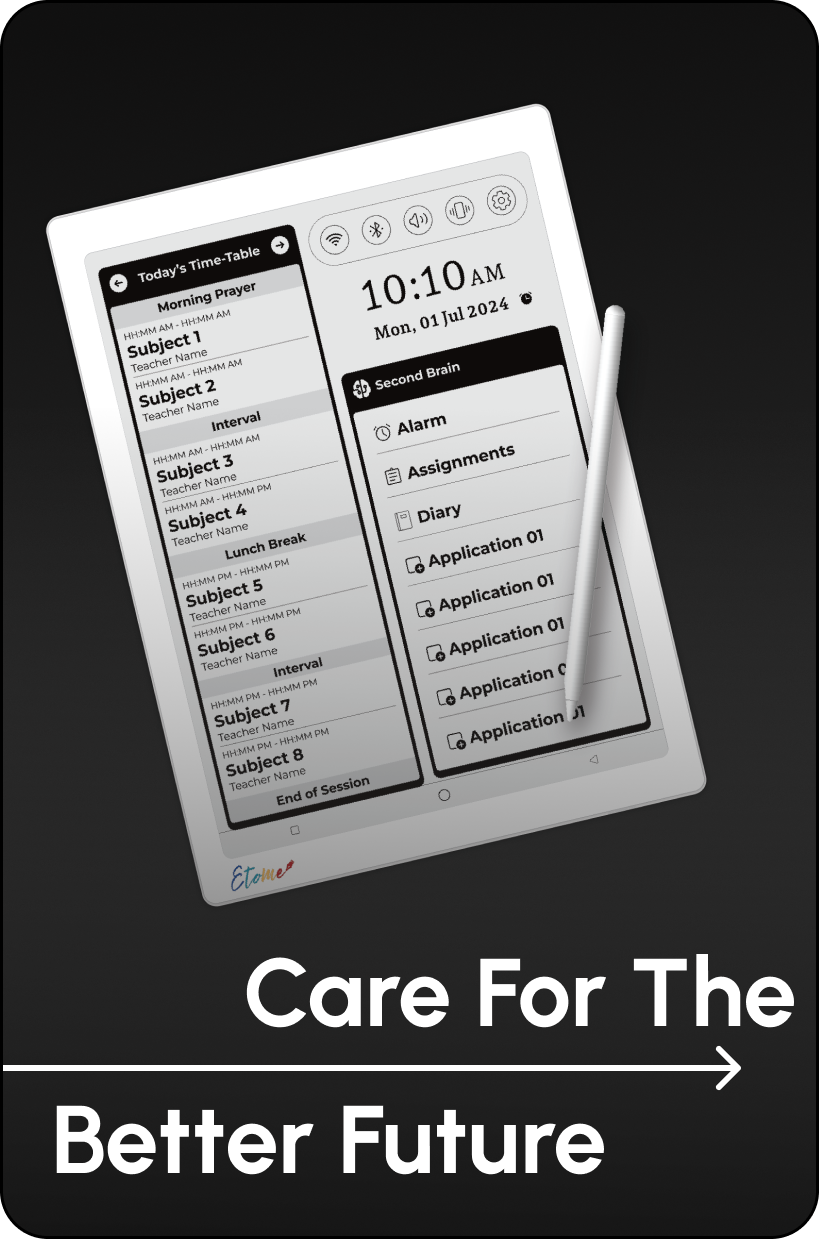 Today's Time-Table
Morning Prayer
HH:MM AM - HH:MM AM
Subject 1
Teacher Name
HH:MM AM - HH:MM AM
Subject 2
Teacher Name
Interval
HH:MM AM - HH:MM AM
Subject 3
Teacher Name
HH:MM AM - HH:MM PM
Subject 4
Teacher Name
Lunch Break
HH:MM PM - HH:MM PM
Subject 5
Teacher Name
HH:MM PM - HH:MM PM
Subject 6
Teacher Name
Interval
HH:MM PM - HH:MM PM
Subject 7
Teacher Name
HH:MM PM - HH:MM PM
Subject 8
Teacher Name
End of Session
10:10 AM
Mon, 01 Jul 2024
Second Brain
Alarm
Assignments
Diary
Application 01
Application 01
Application 01
Application 0
Application 01
Etome
Care For The
Better Future